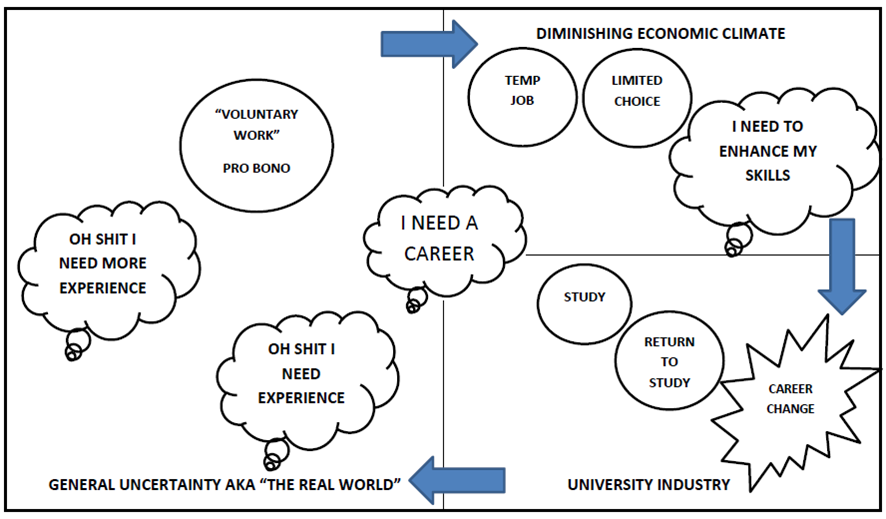 DIMINISHING ECONOMIC CLIMATE
TEMP
JOB
LIMITED
CHOICE
I NEED TO
ENHANCE MY
SKILLS
“VOLUNTARY
WORK”
PRO BONO
OH SHIT I
NEED MORE
EXPERIENCE
I NEED A
CAREER
OH SHIT I
NEED
EXPERIENCE
STUDY
RETURN
TO
STUDY
CAREER
CHANGE
GENERAL UNCERTAINTY AKA “THE REAL WORLD”
UNIVERSITY INDUSTRY